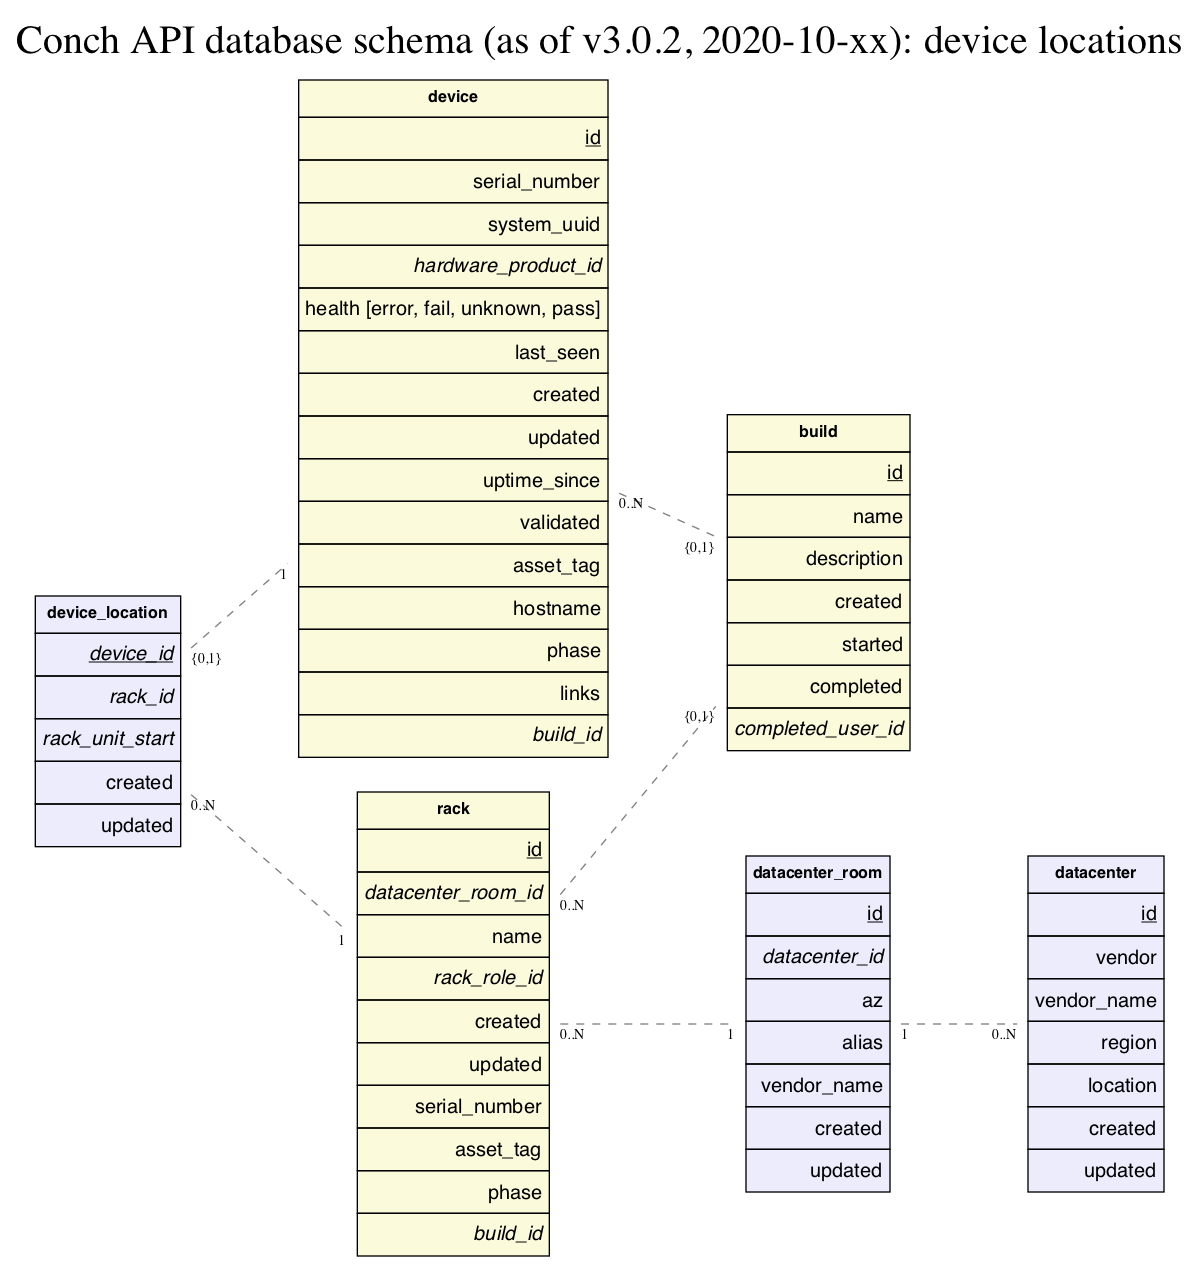 Conch API database schema (as of v3.0.2, 2020-10-xx): device locations
device
id
serial_number
system_uuid
hardware_product_id
health [error, fail, unknown, pass]
last_seen
created
updated
uptime_since
validated
asset_tag
hostname
phase
links
build_id
0..N
{0,1}
build
id
name
description
created
started
completed
completed_user_id
1
{0,1}
device_location
device_id
rack_id
rack_unit_start
created
updated
0..N
1
rack
id
datacenter_room_id
name
rack_role_id
created
updated
serial_number
asset_tag
phase
build_id
{0,1}
0..N
0..N
1
datacenter_room
id
datacenter_id
az
alias
vendor_name
created
updated
1
0..N
datacenter
id
vendor
vendor_name
region
location
created
updated